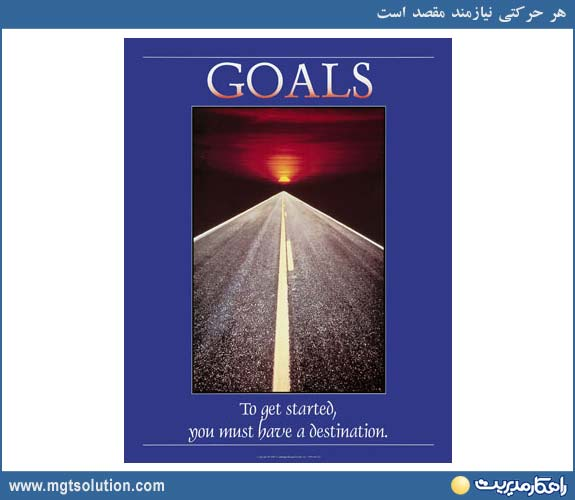 هر حرکتی نیازمند مقصد است
GOALS
To get started,
you must have a destination.
www.mgtsolution.com
راهکار مدیریت